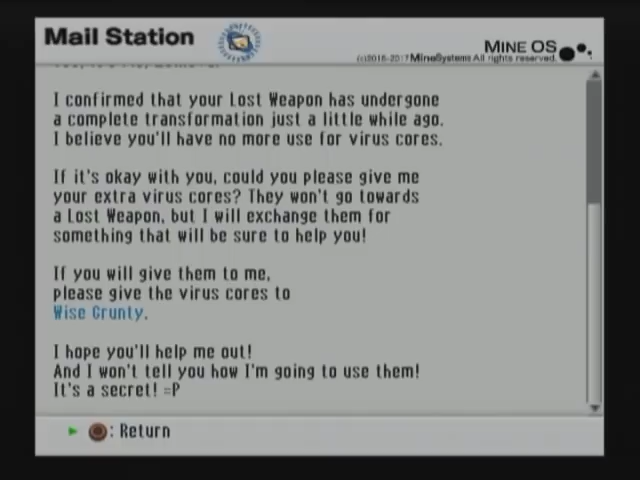 Mail Station
MINE OS
(c)2016-2017 MineSystems All rights reserved.
I confirmed that your Lost Weapon has undergone
a complete transformation just a little while ago.
I believe you'll have no more use for virus cores.
If it's okay with you, could you please give me
your extra virus cores? They won't go towards
a Lost Weapon, but I will exchange them for
something that will be sure to help you!
If you will give them to me,
please give the virus cores to
Wise Grunty.
I hope you'll help me out!
And I won't tell you how I'm going to use them!
It's a secret! =P
: Return